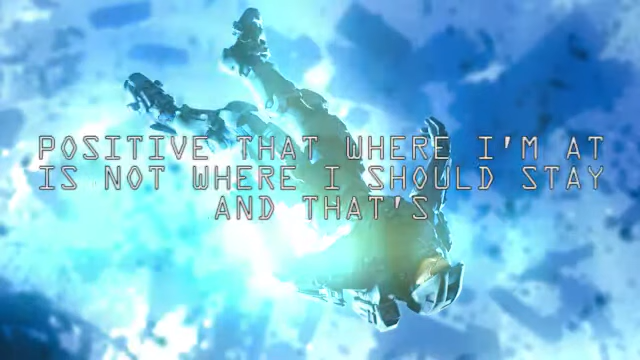 POSITIVE THAT WHERE I'M AT
IS NOT WHERE I SHOULD STAY
AND THAT'S